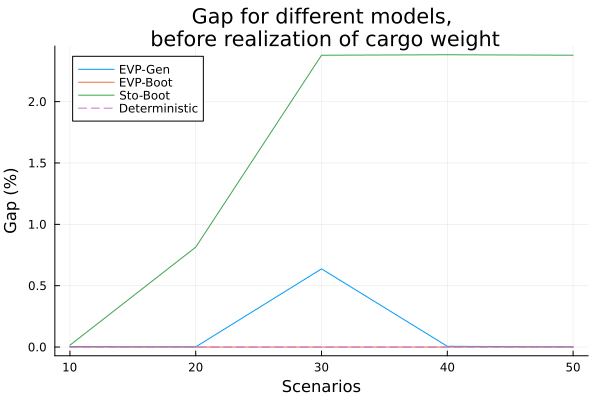 Gap for different models,
before realization of cargo weight
EVP-Gen
EVP-Boot
Sto-Boot
Deterministic
Gap (%)
2.0
1.5
1.0
0.5
0.0
10 20 30 40 50
Scenarios